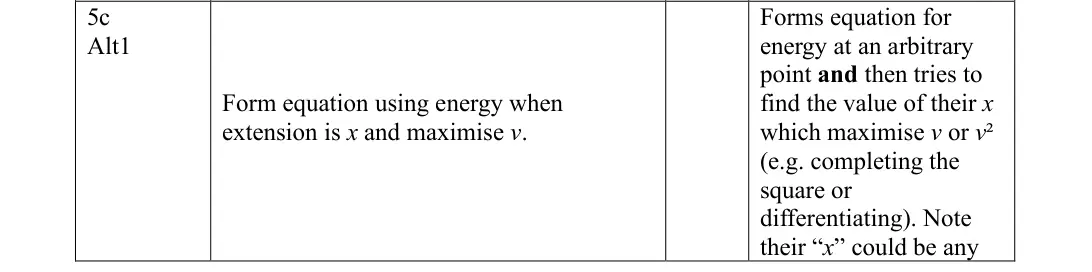 5c
Alt1
Form equation using energy when
extension is x and maximise v.
Forms equation for
energy at an arbitrary
point and then tries to
find the value of their x
which maximise v or v²
(e.g. completing the
square or
differentiating). Note
their “x” could be any